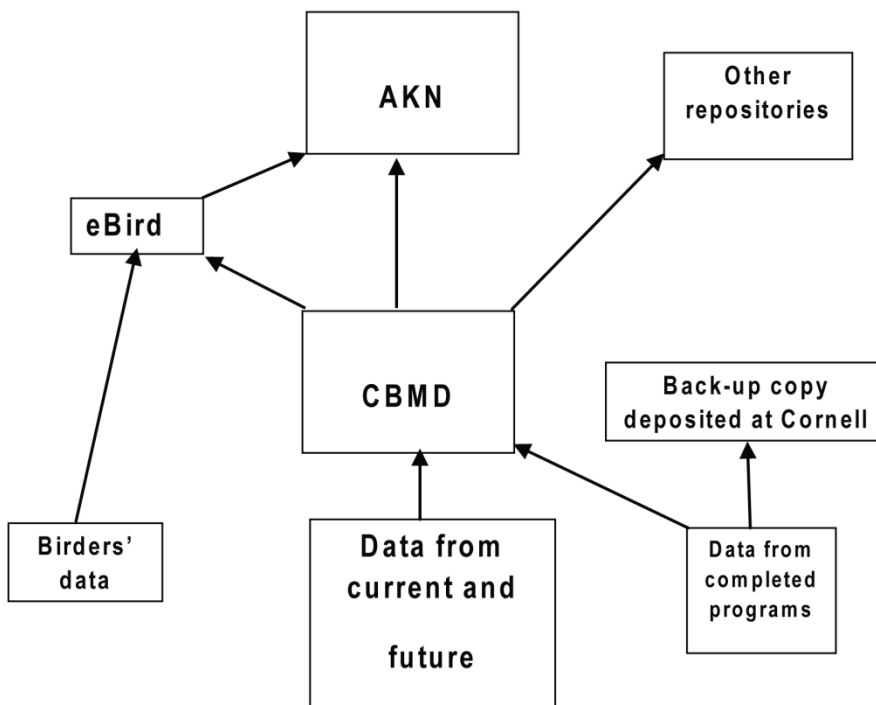 AKN
Other
repositories
eBird
CBMD
Back-up copy
deposited at Cornell
Birders’
data
Data from
current and
future
Data from
completed
programs